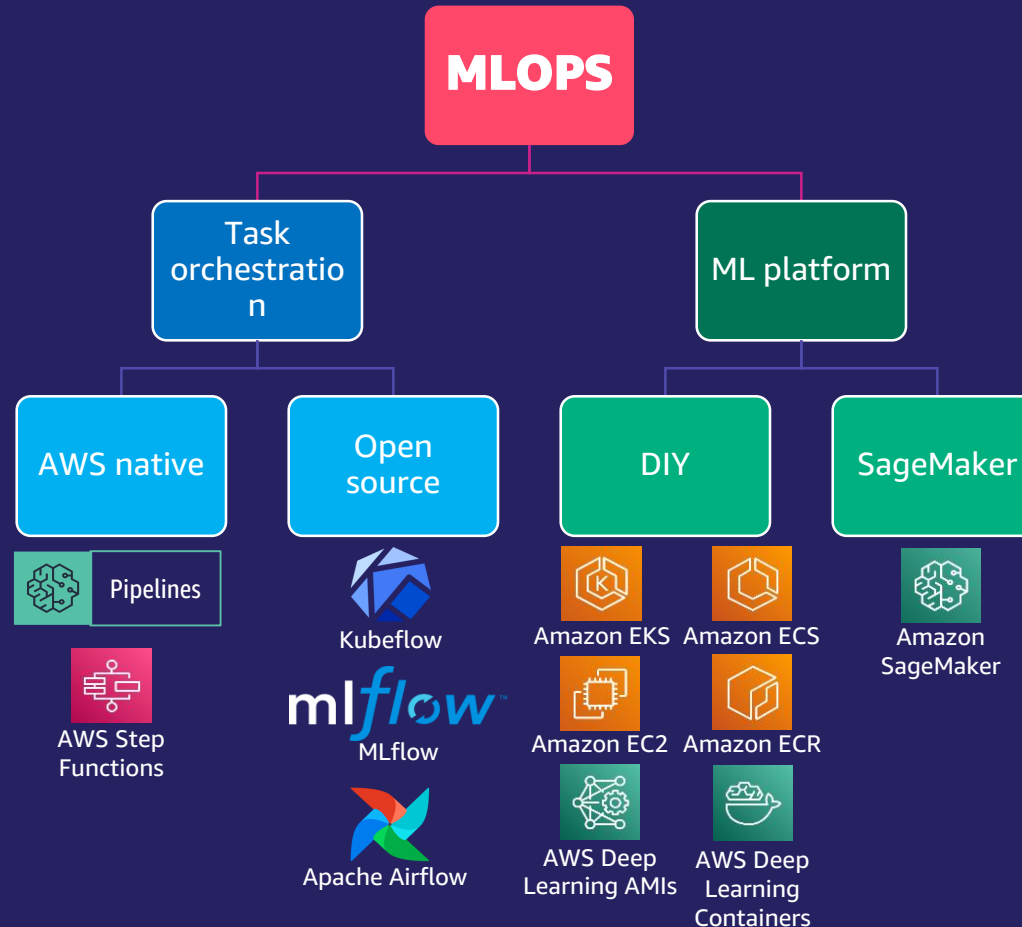 MLOPS
Task
orchestratio
n
ML platform
AWS native
Open
source
DIY
SageMaker
Pipelines
AWS Step
Functions
Kubeflow
mlflow™
MLflow
Apache Airflow
K
Amazon EKS
Amazon ECS
Amazon EC2
Amazon ECR
AWS Deep
Learning AMIs
AWS Deep
Learning
Containers
Amazon
SageMaker